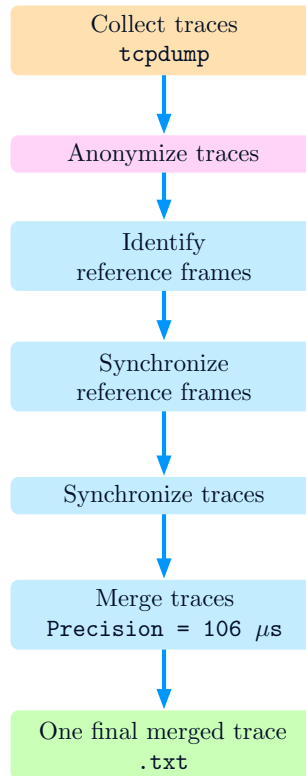 Collect traces
tcpdump
Anonymize traces
Identify
reference frames
Synchronize
reference frames
Synchronize traces
Merge traces
Precision = 106 μs
One final merged trace
.txt